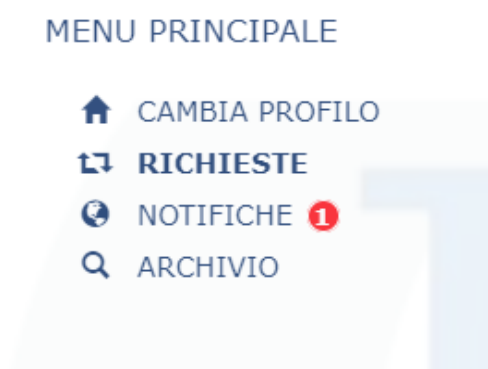 MENU PRINCIPALE
CAMBIA PROFILO
RICHIESTE
NOTIFICHE 1
ARCHIVIO